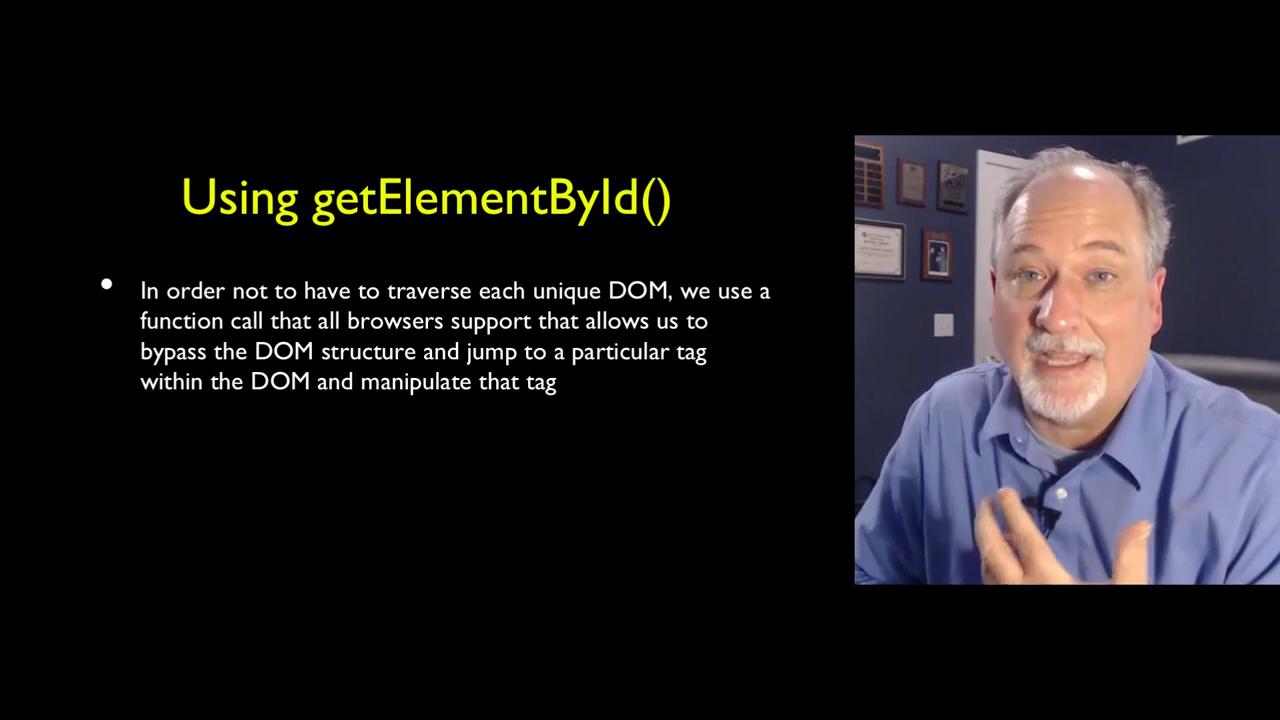 Using getElementById()
• In order not to have to traverse each unique DOM, we use a
function call that all browsers support that allows us to
bypass the DOM structure and jump to a particular tag
within the DOM and manipulate that tag